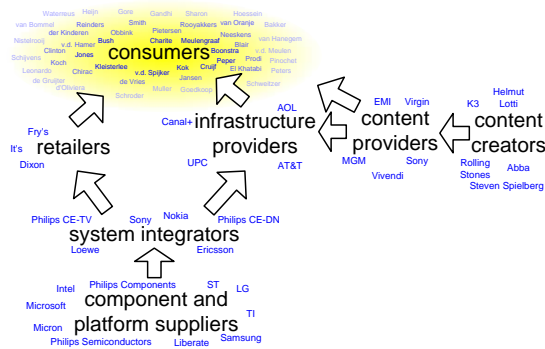 Waterreus Heijn Gore Gandhi Sharon Hoessein
van Bommel Reinders Smith Rooyakkers van Oranje Bakker
der Kinderen Obbink Pietersen Neeskens van Hanegem
Nistelrooij v.d. Hamer Bush Charite Meulengraaf Blair v.d. Meulen
Schijvens Clinton Jones consumers Boonstra Prodi Pinochet
Koch Kleisterlee Kok Cruijf Peper El Khatabi Peters
Leonardo Chirac v.d. Spijker Jansen
de Gruijter de Vries Schweitzer
d'Oliviera Schroder Muller Goedkoop
AOL
Canal+
infrastructure
providers
UPC
AT&T
EMI Virgin
content
providers
MGM Sony
Vivendi
Helmut
K3 Lotti
content
creators
Rolling
Stones
Abba
Steven Spielberg
Fry's
It's
retailers
Dixon
Philips CE-TV Sony Nokia Philips CE-DN
system integrators
Loewe Ericsson
Intel Philips Components ST LG
Microsoft
component and
platform suppliers
TI
Micron
Philips Semiconductors Liberate Samsung